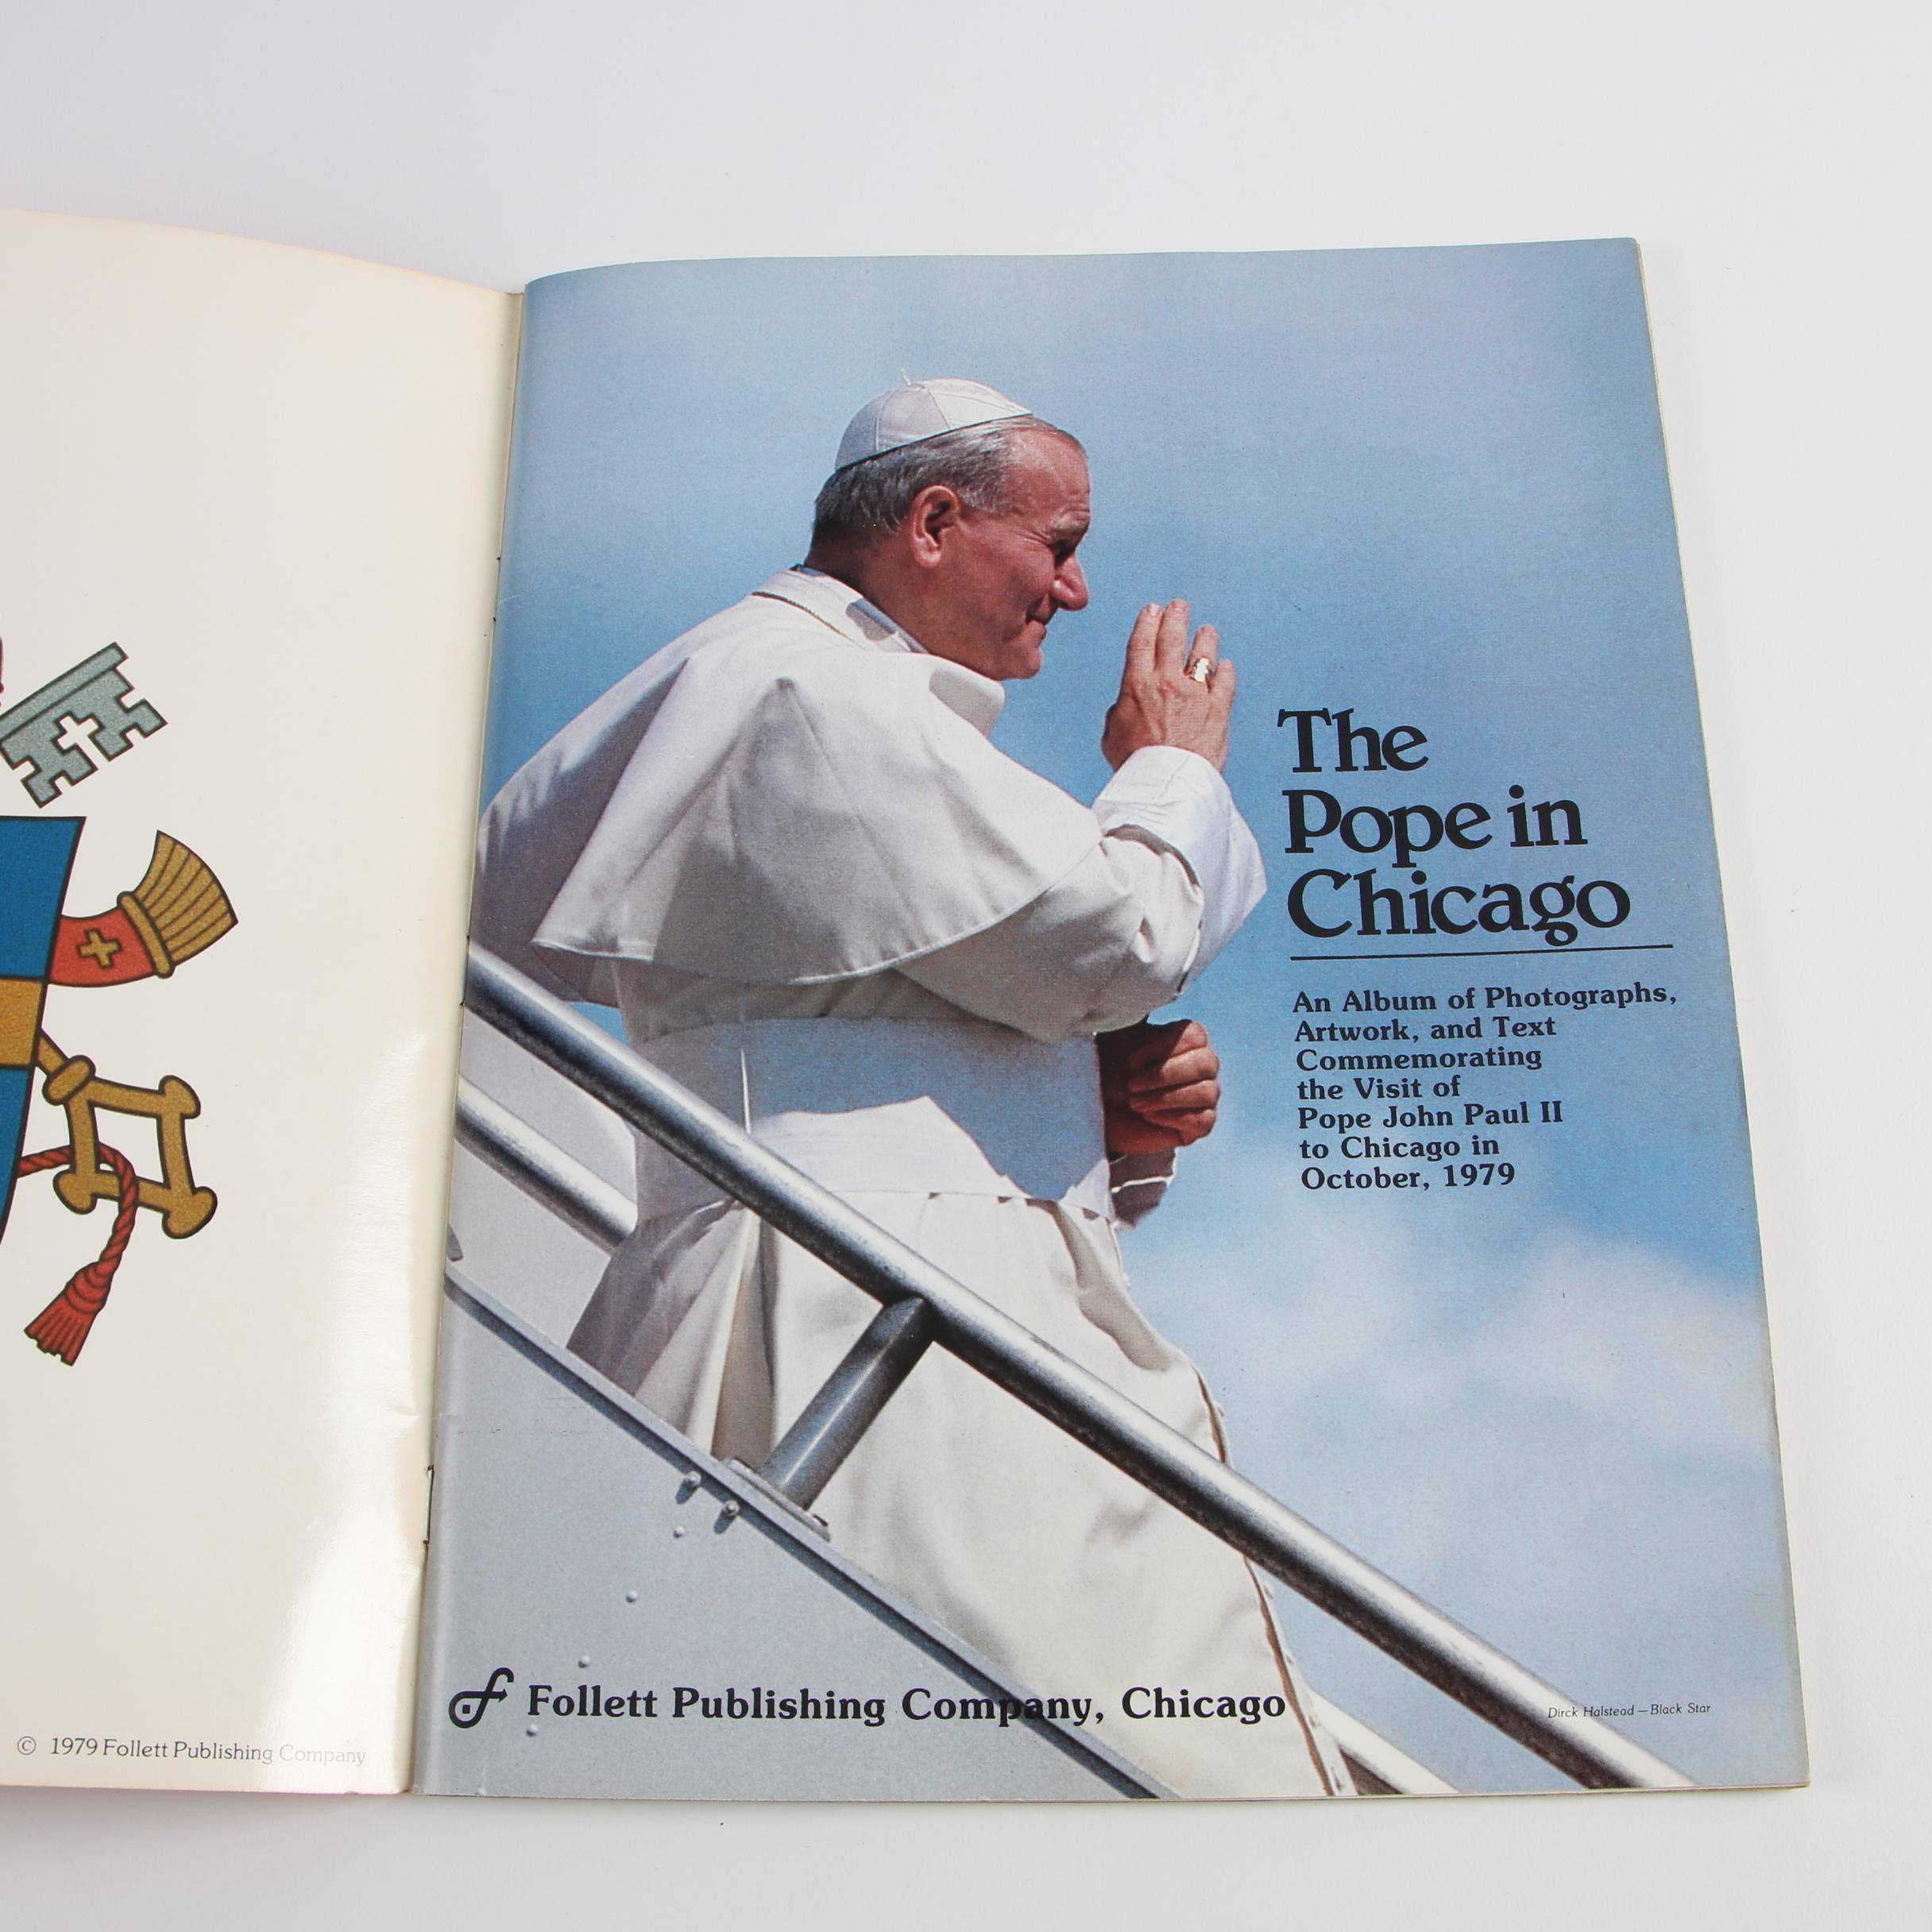 © 1979 Follett Publishing Company
The
Pope in
Chicago
An Album of Photographs,
Artwork, and Text
Commemorating
the Visit of
Pope John Paul II
to Chicago in
October, 1979
Follett Publishing Company, Chicago
Dirck Halstead — Black Star